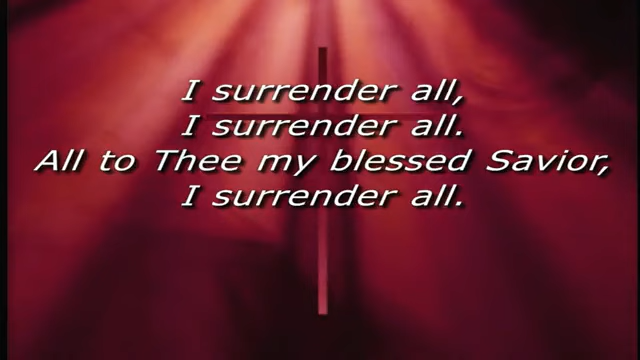 I surrender all,
I surrender all.
All to Thee my blessed Savior,
I surrender all.